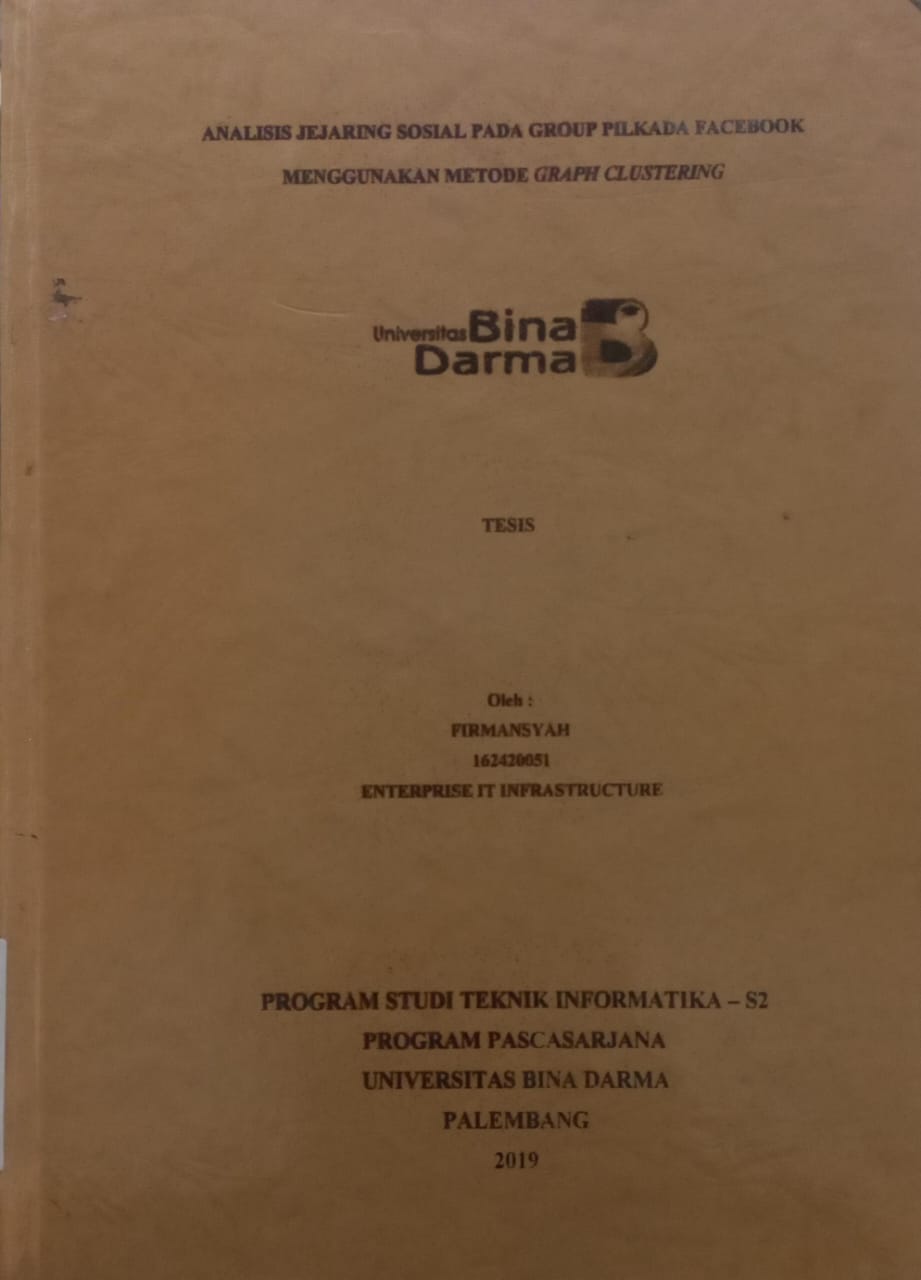 ANALISIS JEJARING SOSIAL PADA GROUP PILKADA FACEBOOK
MENGGUNAKAN METODE GRAPH CLUSTERING
Universitas Bina
Darma
TESIS
Oleh :
FIRMANSYAH
162420051
ENTERPRISE IT INFRASTRUCTURE
PROGRAM STUDI TEKNIK INFORMATIKA – S2
PROGRAM PASCASARJANA
UNIVERSITAS BINA DARMA
PALEMBANG
2019